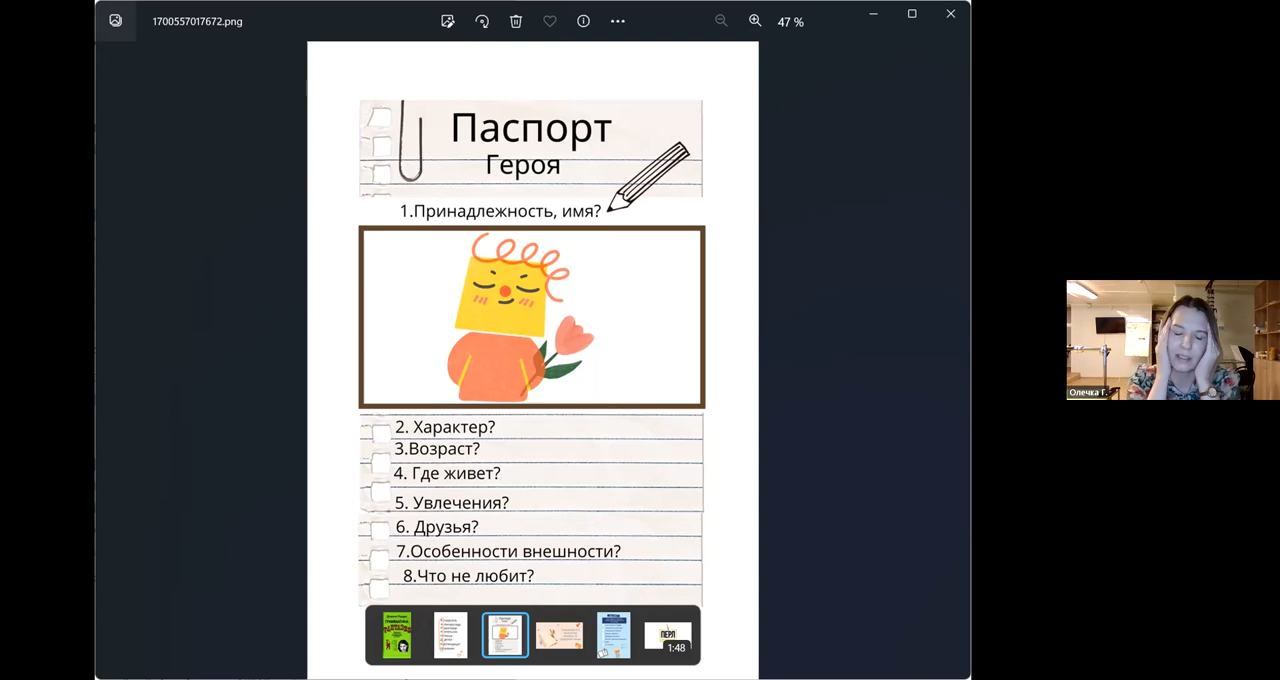 1700557017672.png
47 %
Паспорт
Героя
1.Принадлежность, имя?
2. Характер?
3.Возраст?
4. Где живет?
5. Увлечения?
6. Друзья?
7.Особенности внешности?
8.Что не любит?
ПЕРЛ
1:48
Олечка Г.